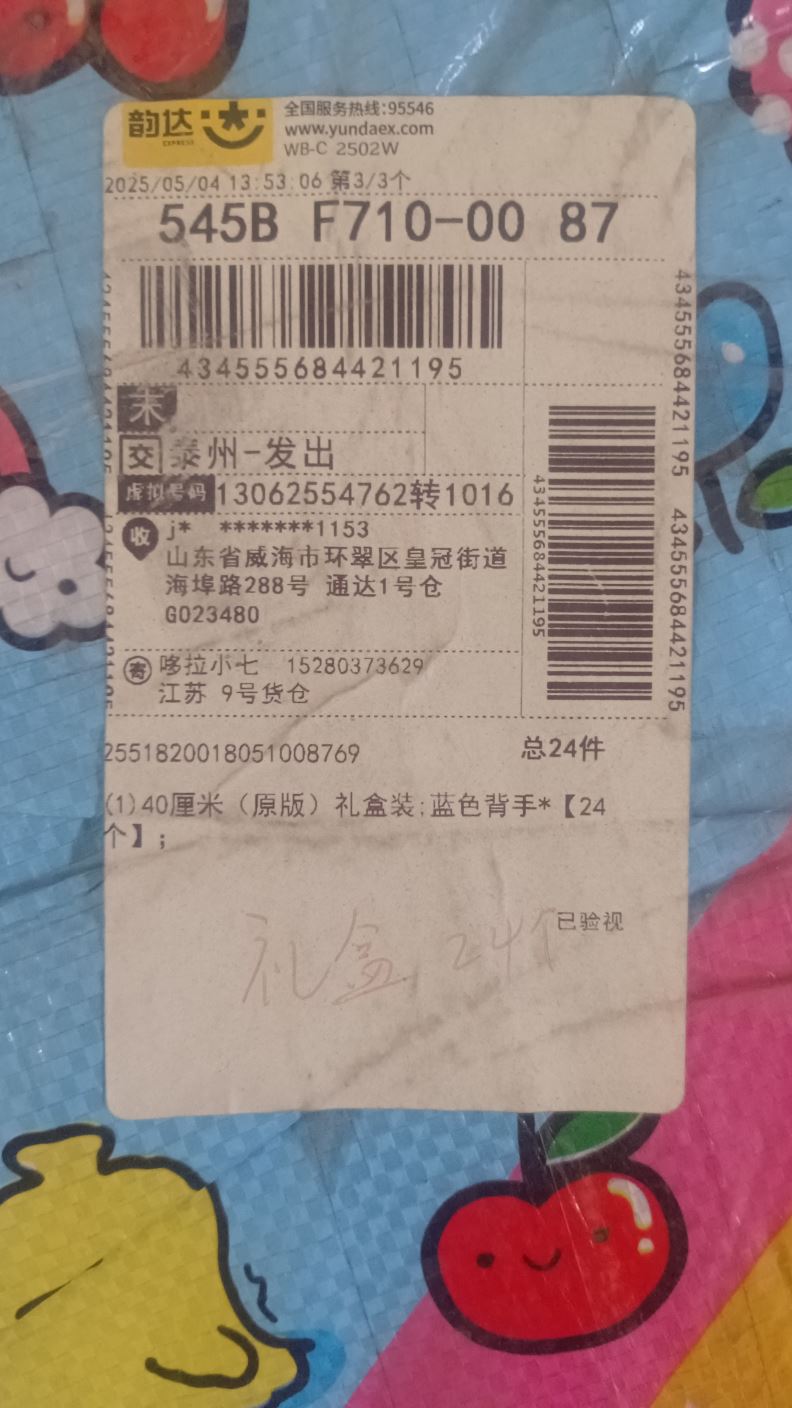 韵达
EXPRESS
全国服务热线:95546
www.yundaex.com
WB-C 2502W
2025/05/04 13:53:06 第3/3个
545B F710-00 87
434555684421195
末
交 泰州-发出
虚拟号码 13062554762转1016
收 j* *******1153
山东省威海市环翠区皇冠街道
海埠路288号 通达1号仓
G023480
寄 哆拉小七 15280373629
江苏 9号货仓
434555684421195
434555684421195 434555684421195
2551820018051008769
总24件
(1)40厘米（原版）礼盒装;蓝色背手*【24
个】;
已验视
礼盒 24个